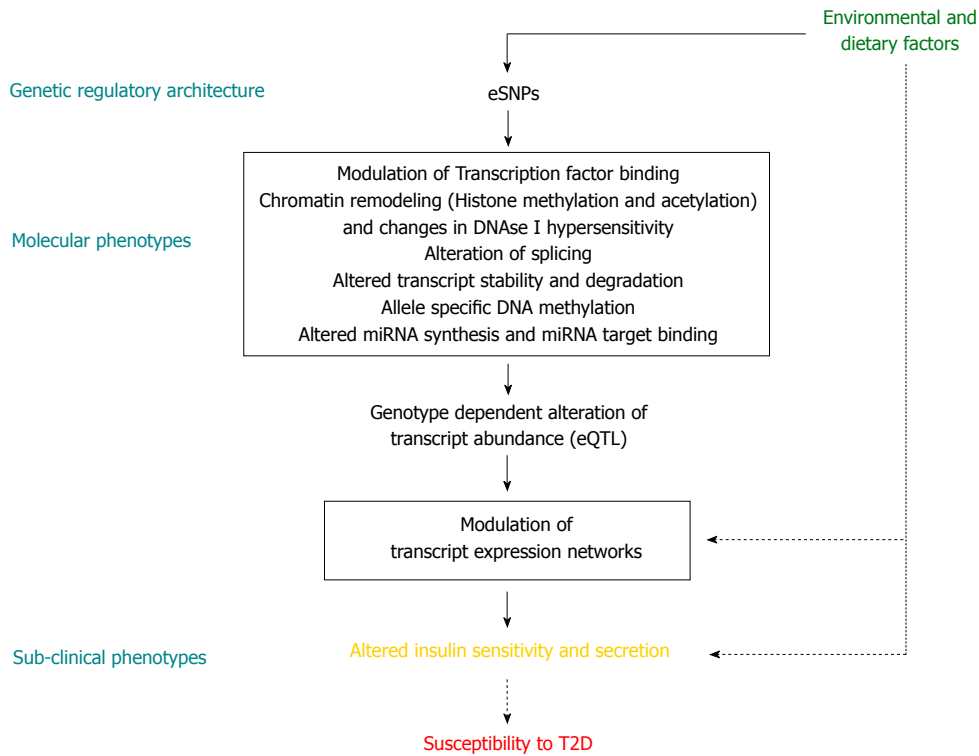 Environmental and
dietary factors
Genetic regulatory architecture
eSNPs
Modulation of Transcription factor binding
Chromatin remodeling (Histone methylation and acetylation)
and changes in DNAse I hypersensitivity
Molecular phenotypes
Alteration of splicing
Altered transcript stability and degradation
Allele specific DNA methylation
Altered miRNA synthesis and miRNA target binding
Genotype dependent alteration of
transcript abundance (eQTL)
Modulation of
transcript expression networks
Sub-clinical phenotypes
Altered insulin sensitivity and secretion
Susceptibility to T2D